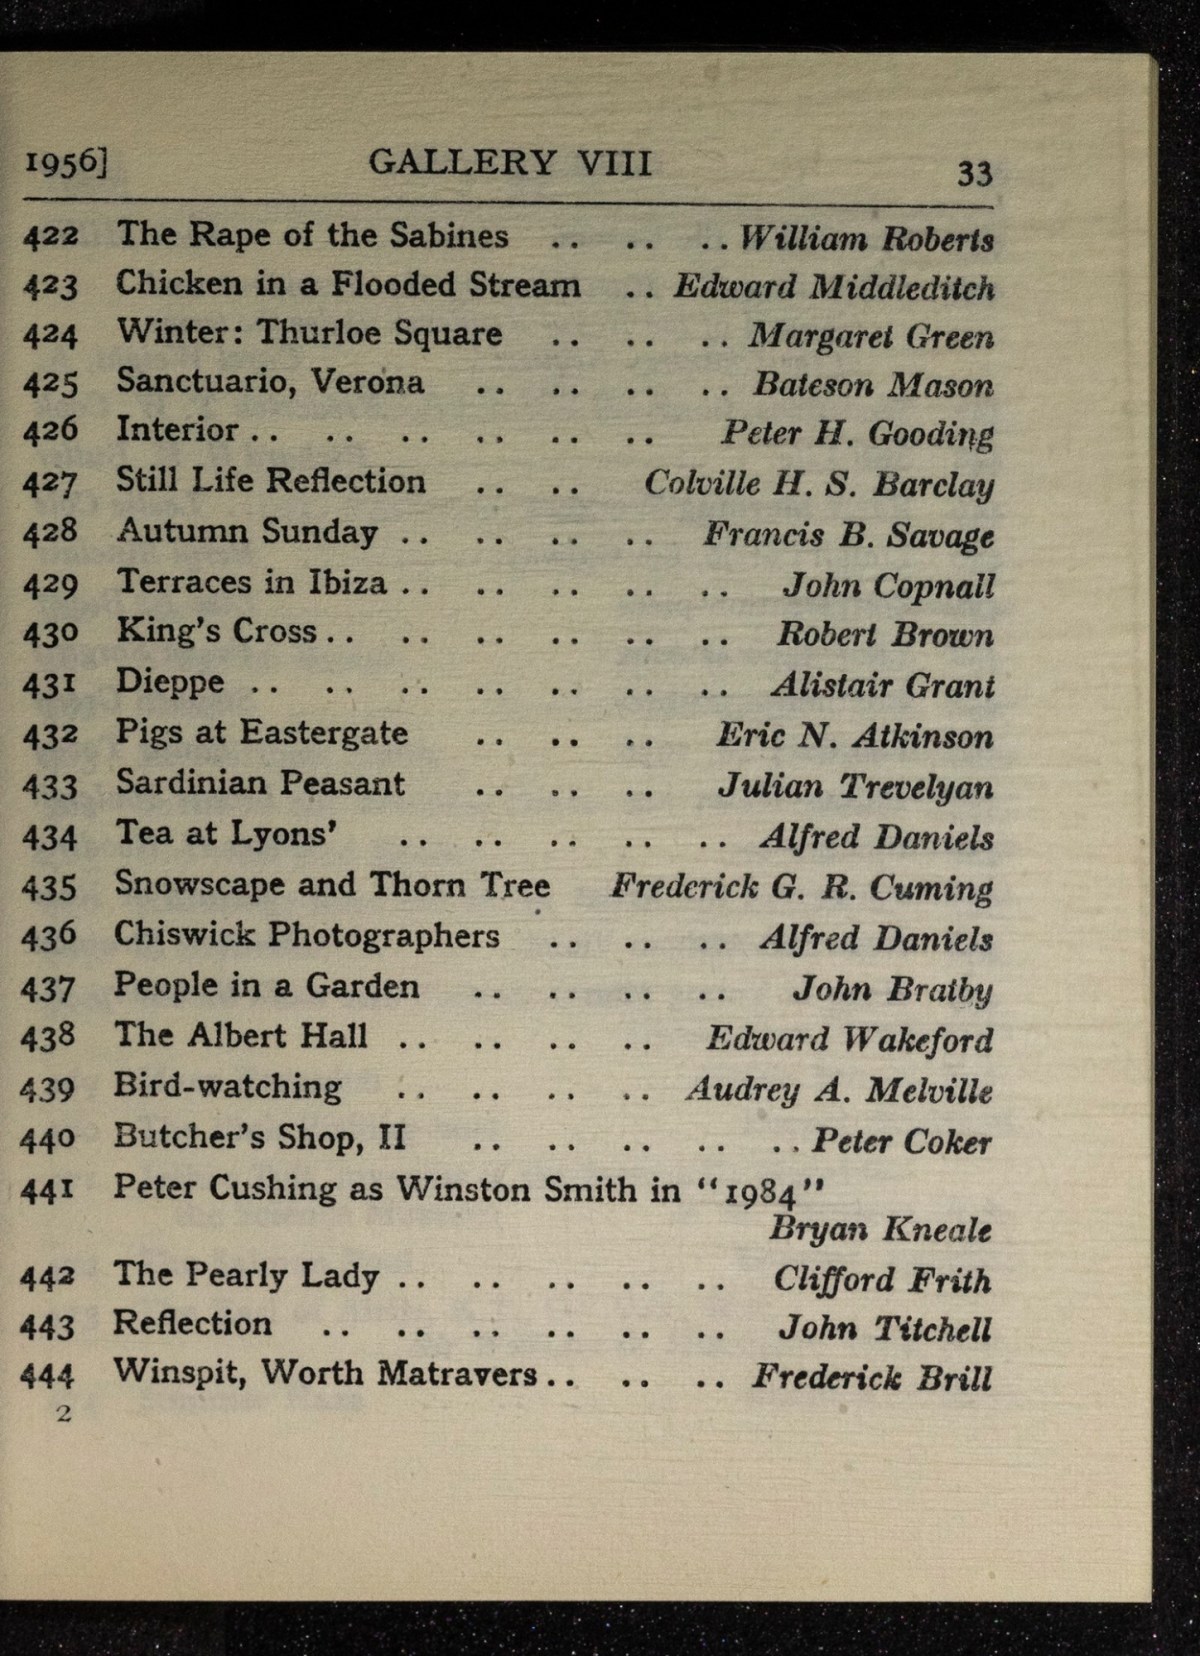 1956] GALLERY VIII 33
422 The Rape of the Sabines .. .. .. William Roberts
423 Chicken in a Flooded Stream .. Edward Middleditch
424 Winter: Thurloe Square .. .. .. Margaret Green
425 Sanctuario, Verona .. .. .. .. Bateson Mason
426 Interior .. .. .. .. .. .. Peter H. Gooding
427 Still Life Reflection .. .. Colville H. S. Barclay
428 Autumn Sunday .. .. .. .. Francis B. Savage
429 Terraces in Ibiza .. .. .. .. .. John Copnall
430 King's Cross .. .. .. .. .. .. Robert Brown
431 Dieppe .. .. .. .. .. .. .. Alistair Grant
432 Pigs at Eastergate .. .. .. Eric N. Atkinson
433 Sardinian Peasant .. .. .. Julian Trevelyan
434 Tea at Lyons' .. .. .. .. .. Alfred Daniels
435 Snowscape and Thorn Tree Frederick G. R. Cuming
436 Chiswick Photographers .. .. .. Alfred Daniels
437 People in a Garden .. .. .. .. John Bratby
438 The Albert Hall .. .. .. .. Edward Wakeford
439 Bird-watching .. .. .. .. Audrey A. Melville
440 Butcher's Shop, II .. .. .. .. .. Peter Coker
441 Peter Cushing as Winston Smith in "1984"
Bryan Kneale
442 The Pearly Lady .. .. .. .. .. Clifford Frith
443 Reflection .. .. .. .. .. .. John Titchell
444 Winspit, Worth Matravers .. .. .. Frederick Brill
2